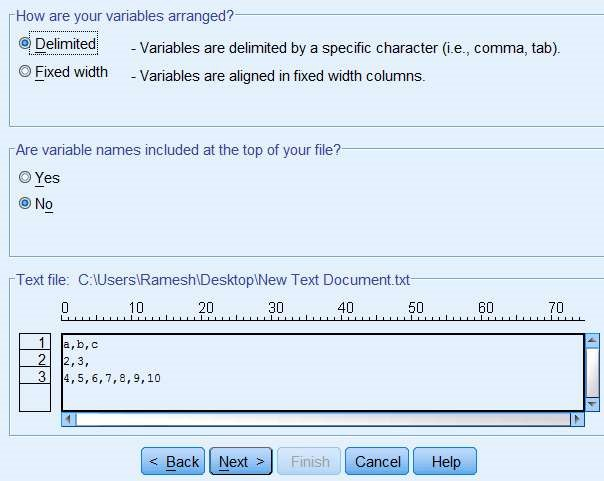 How are your variables arranged?
Delimited - Variables are delimited by a specific character (i.e., comma, tab).
Fixed width - Variables are aligned in fixed width columns.
Are variable names included at the top of your file?
Yes
No
Text file: C:\Users\Ramesh\Desktop\New Text Document.txt
0 10 20 30 40 50 60 70
1 a,b,c
2 2,3,
3 4,5,6,7,8,9,10
< Back Next > Finish Cancel Help